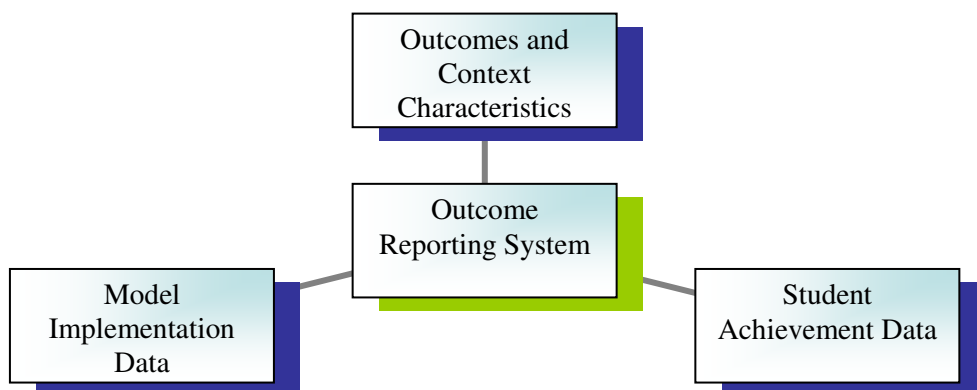 Outcomes and
Context
Characteristics
Outcome
Reporting System
Model
Implementation
Data
Student
Achievement Data